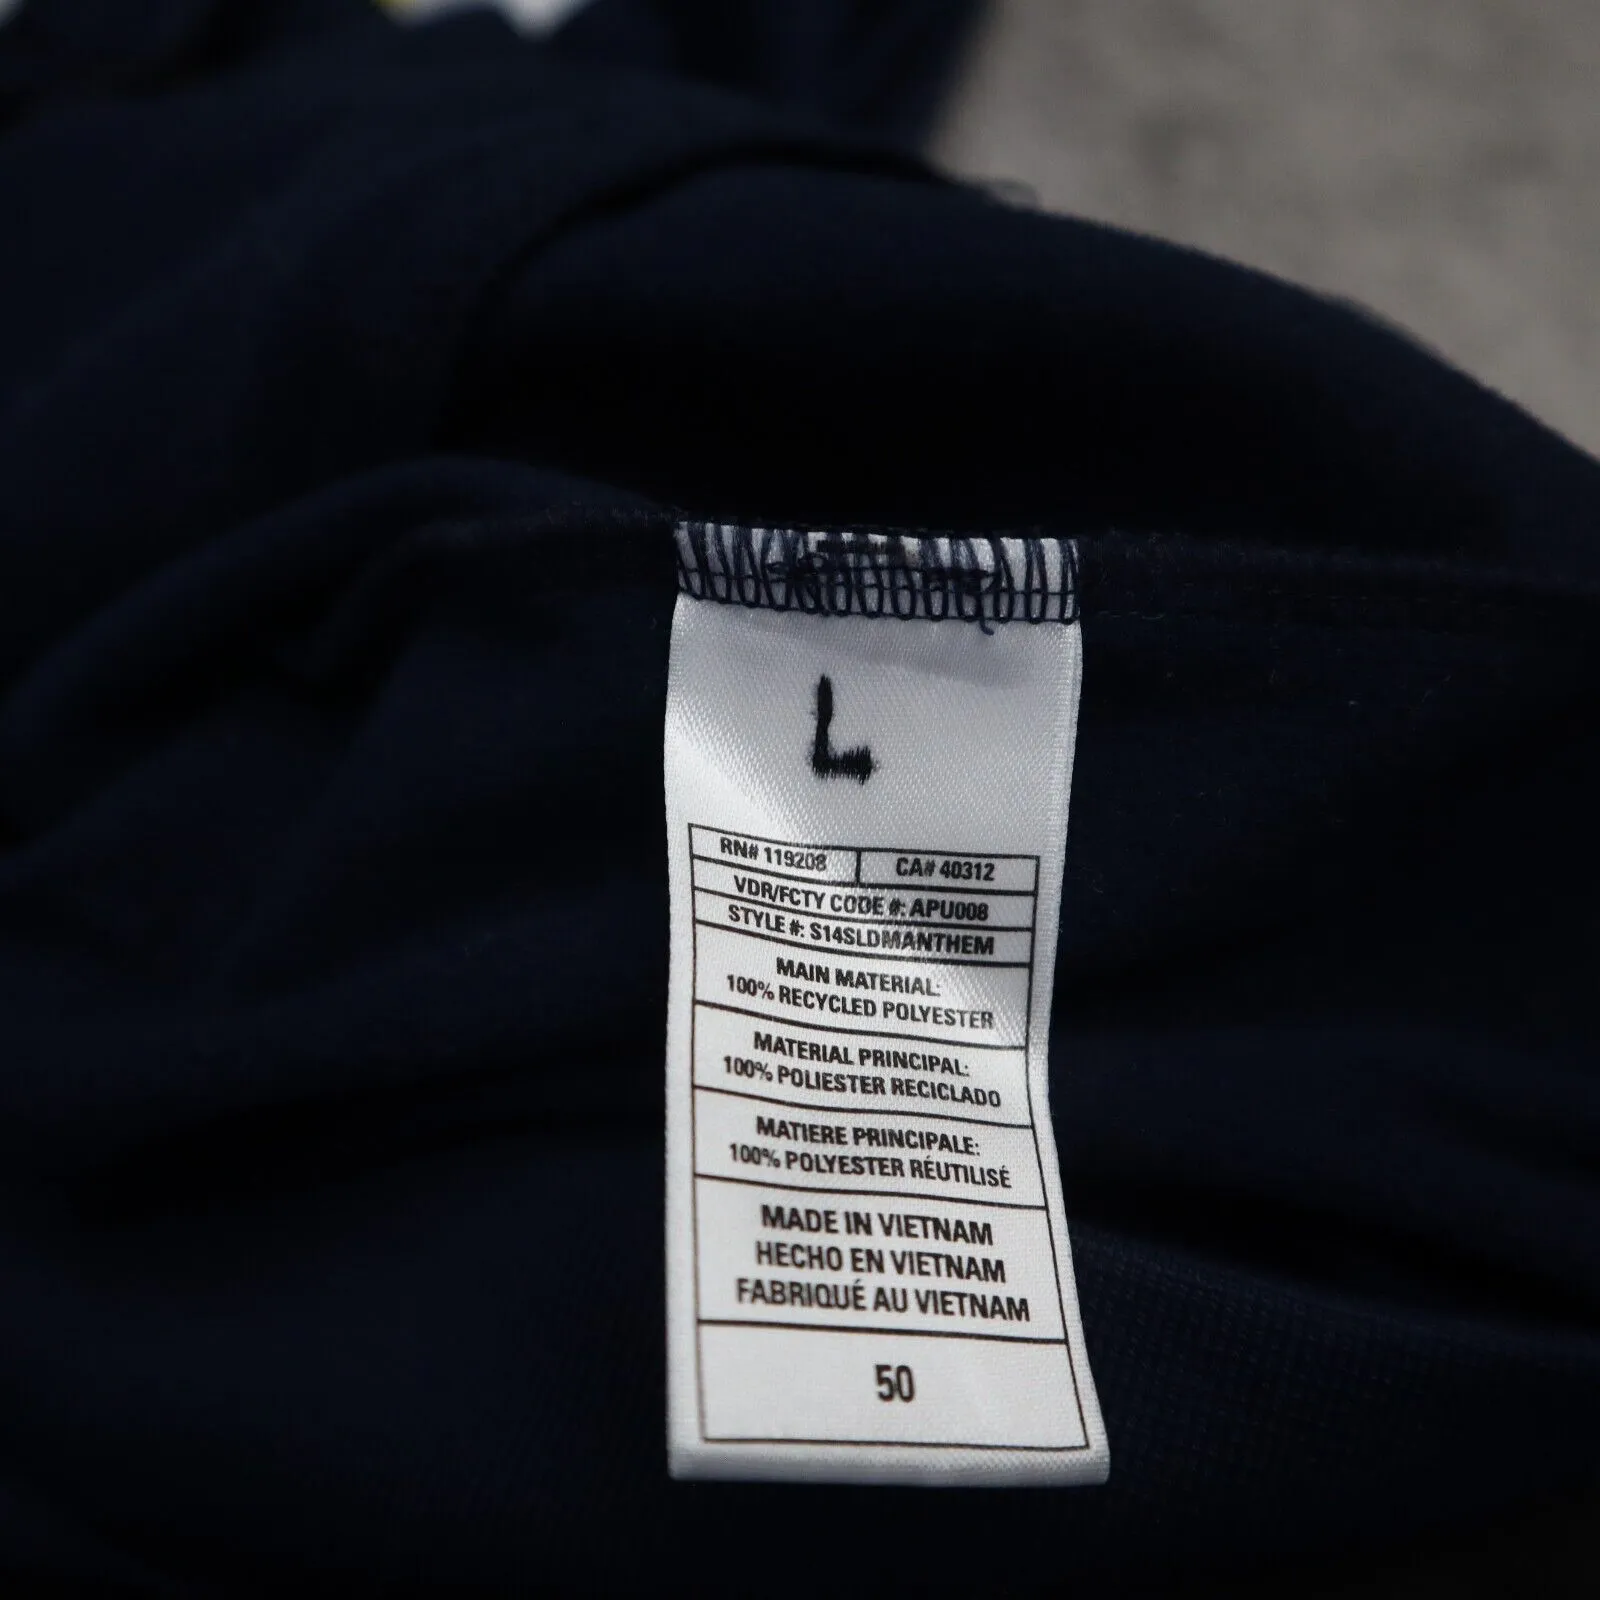 L
RN# 119208 CA# 40312
VDR/FCTY CODE #: APU008
STYLE #: S14SLDMANTHEM
MAIN MATERIAL:
100% RECYCLED POLYESTER
MATERIAL PRINCIPAL:
100% POLIESTER RECICLADO
MATIERE PRINCIPALE:
100% POLYESTER RÉUTILISÉ
MADE IN VIETNAM
HECHO EN VIETNAM
FABRIQUÉ AU VIETNAM
50